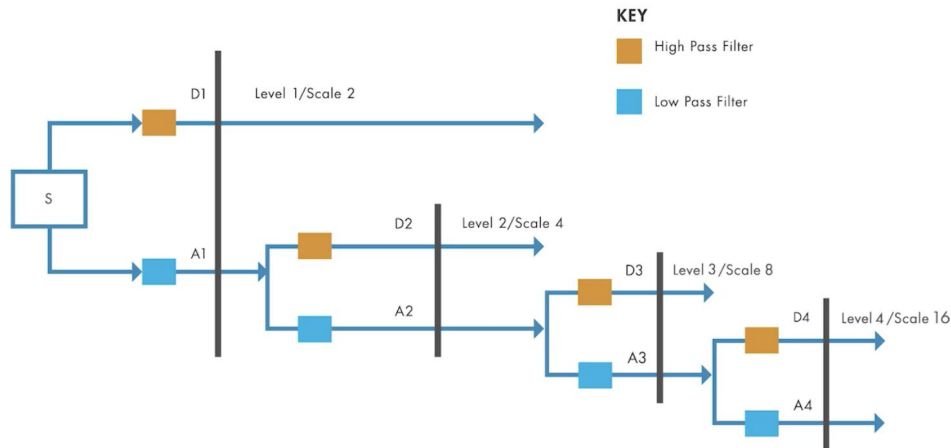 KEY
High Pass Filter
Low Pass Filter
D1
Level 1/Scale 2
S
A1
D2
Level 2/Scale 4
A2
D3
Level 3/Scale 8
A3
D4
Level 4/Scale 16
A4